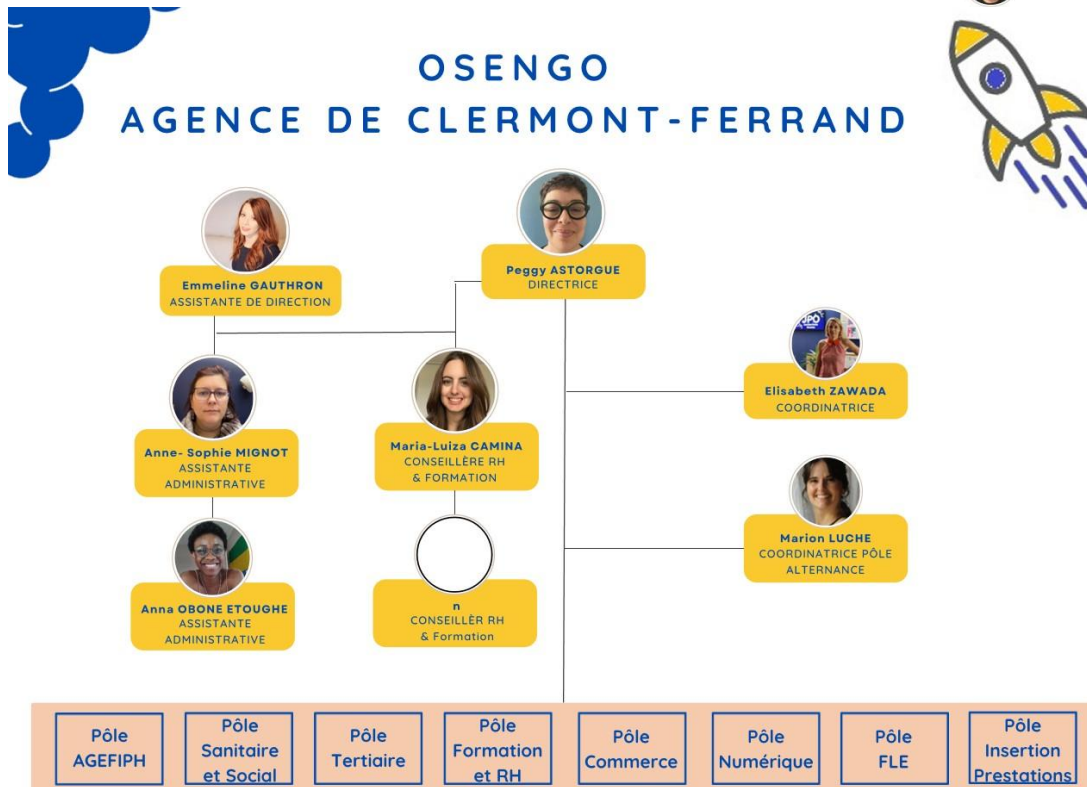 OSENGO
AGENCE DE CLERMONT-FERRAND
Emmeline GAUTHRON
ASSISTANTE DE DIRECTION
Peggy ASTORGUE
DIRECTRICE
JPO
Elisabeth ZAWADA
COORDINATRICE
Anne- Sophie MIGNOT
ASSISTANTE
ADMINISTRATIVE
Maria-Luiza CAMINA
CONSEILLÈRE RH
& FORMATION
Marion LUCHE
COORDINATRICE PÔLE
ALTERNANCE
Anna OBONE ETOUGHE
ASSISTANTE
ADMINISTRATIVE
n
CONSEILLÈR RH
& Formation
Pôle
AGEFIPH
Pôle
Sanitaire
et Social
Pôle
Tertiaire
Pôle
Formation
et RH
Pôle
Commerce
Pôle
Numérique
Pôle
FLE
Pôle
Insertion
Prestations